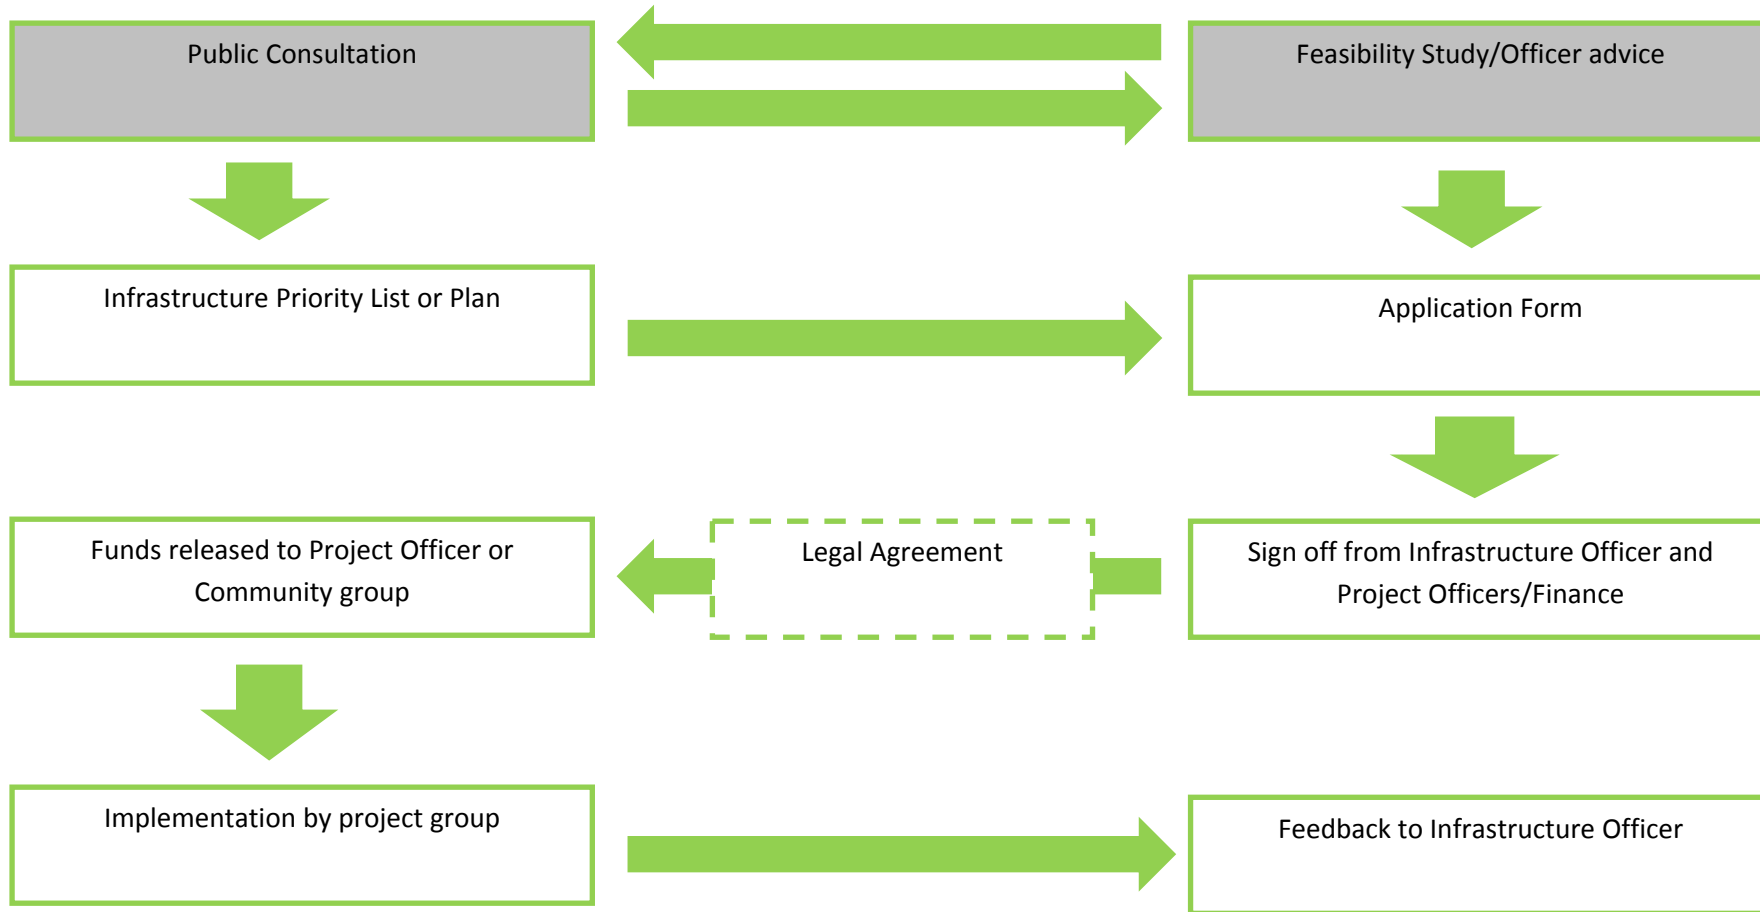 Public Consultation
Feasibility Study/Officer advice
Infrastructure Priority List or Plan
Application Form
Funds released to Project Officer or
Community group
Legal Agreement
Sign off from Infrastructure Officer and
Project Officers/Finance
Implementation by project group
Feedback to Infrastructure Officer